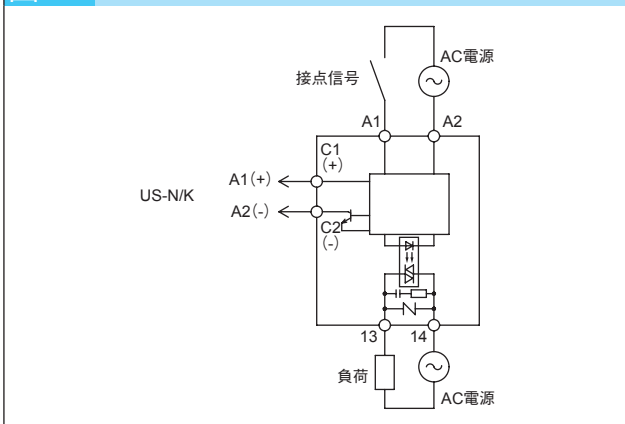 AC電源
接点信号
A1
A2
C1
(+)
A1(+)
US-N/K
A2(-)
C2
(-)
13
14
負荷
AC電源